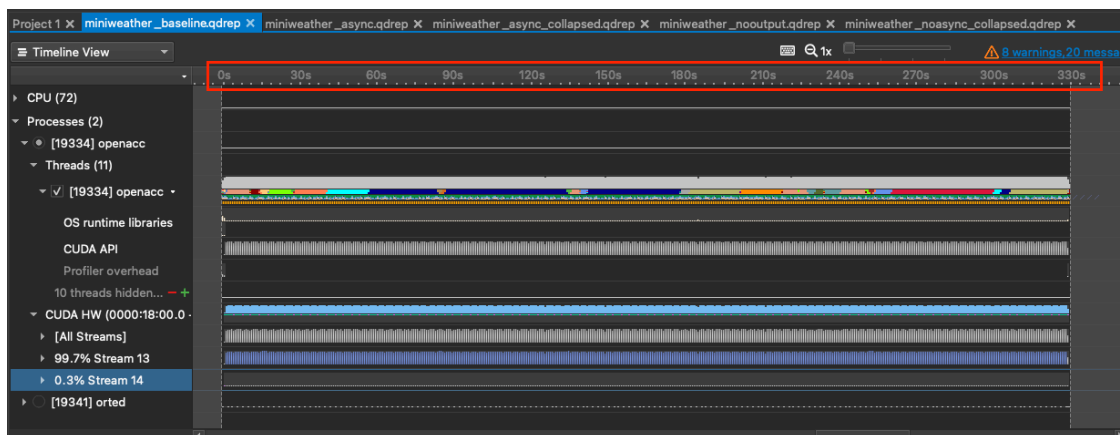 Project 1 miniweather_baseline.qdrep miniweather_async.qdrep miniweather_async_collapsed.qdrep miniweather_nooutput.qdrep miniweather_noasync_collapsed.qdrep
Timeline View 1x 8 warnings, 20 messa
0s 30s 60s 90s 120s 150s 180s 210s 240s 270s 300s 330s
CPU (72)
Processes (2)
[19334] openacc
Threads (11)
[19334] openacc
OS runtime libraries
CUDA API
Profiler overhead
10 threads hidden...
CUDA HW (0000:18:00.0 -
[All Streams]
99.7% Stream 13
0.3% Stream 14
[19341] orted